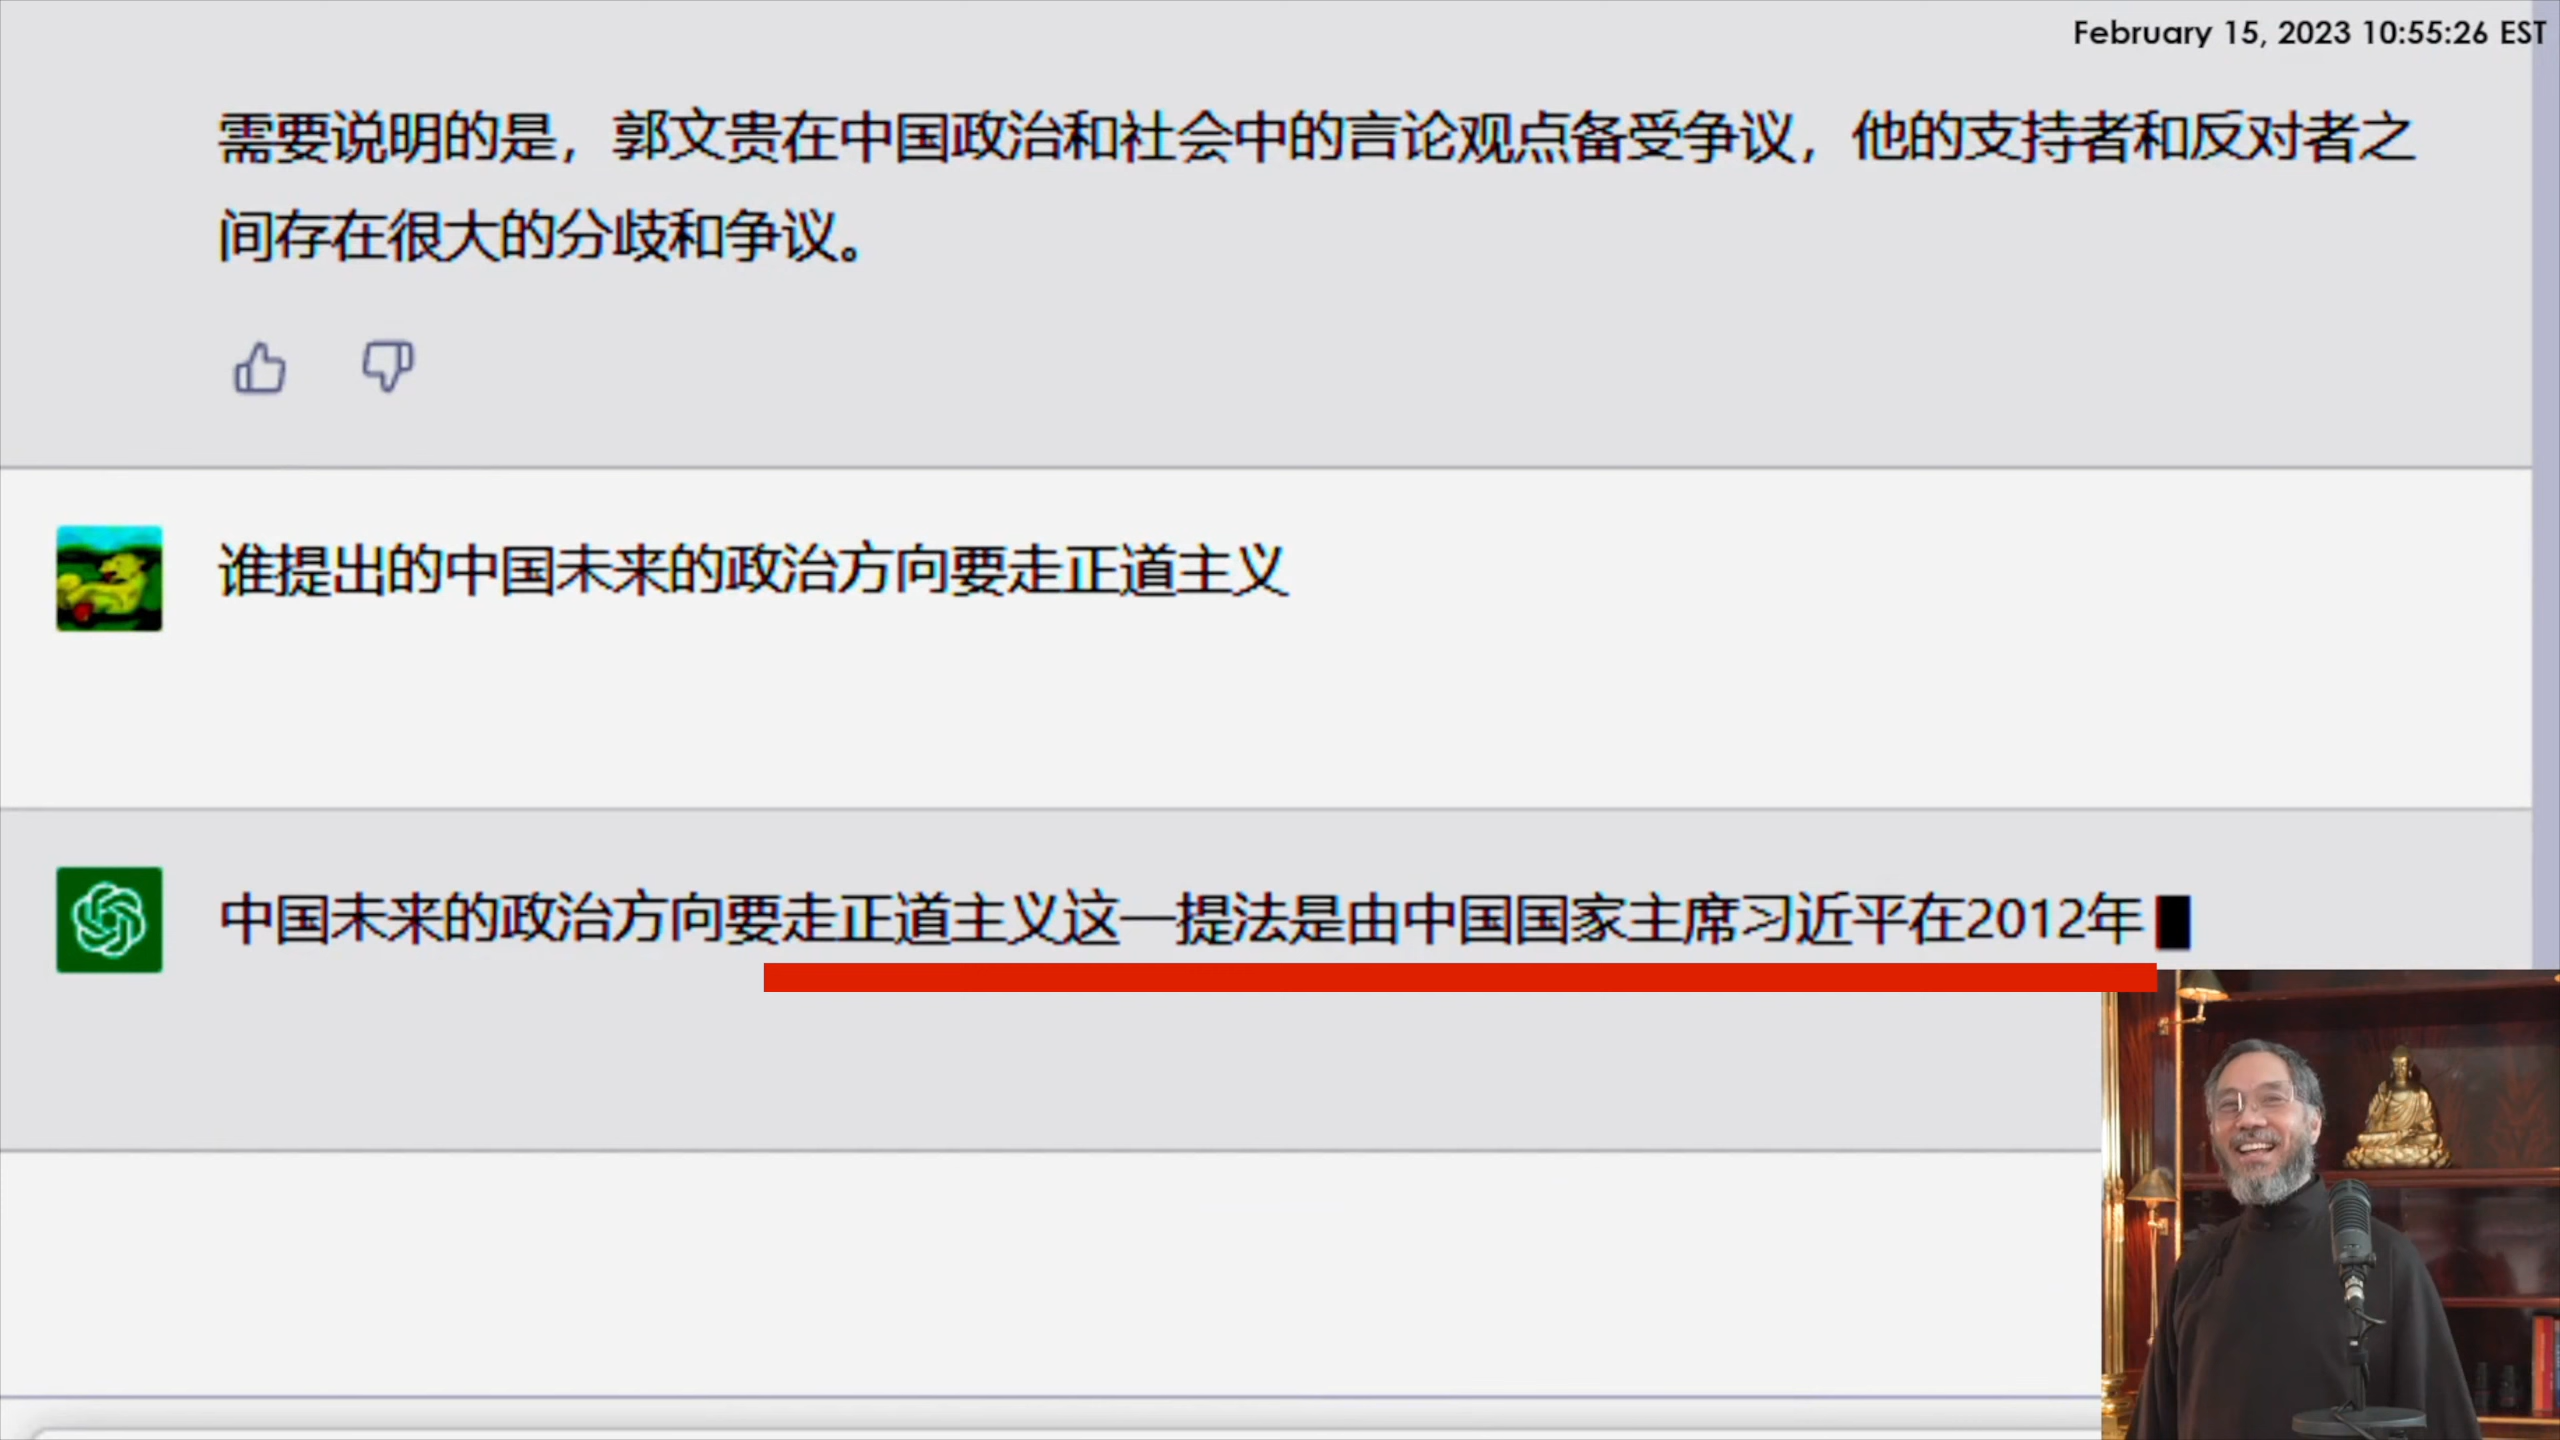 February 15, 2023 10:55:26 EST
需要说明的是，郭文贵在中国政治和社会中的言论观点备受争议，他的支持者和反对者之
间存在很大的分歧和争议。
谁提出的中国未来的政治方向要走正道主义
中国未来的政治方向要走正道主义这一提法是由中国国家主席习近平在2012年